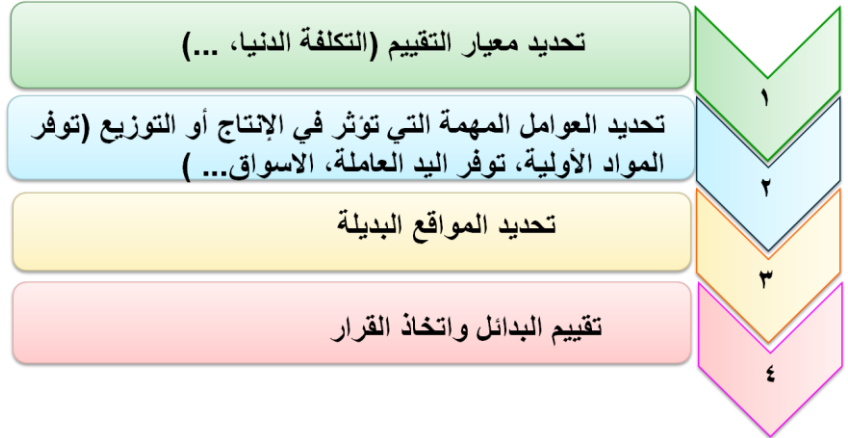 تحديد معيار التقييم (التكلفة الدنيا، ...)
١
تحديد العوامل المهمة التي تؤثر في الإنتاج أو التوزيع (توفر
المواد الأولية، توفر اليد العاملة، الاسواق... )
٢
تحديد المواقع البديلة
٣
تقييم البدائل واتخاذ القرار
٤